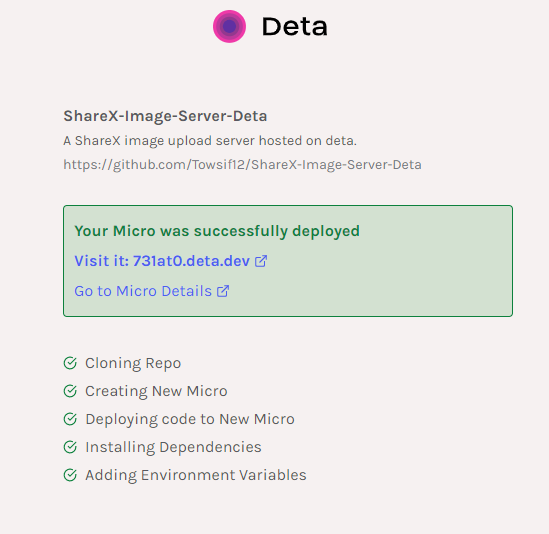 Deta
ShareX-Image-Server-Deta
A ShareX image upload server hosted on deta.
https://github.com/Towsif12/ShareX-Image-Server-Deta
Your Micro was successfully deployed
Visit it: 731at0.deta.dev
Go to Micro Details
Cloning Repo
Creating New Micro
Deploying code to New Micro
Installing Dependencies
Adding Environment Variables